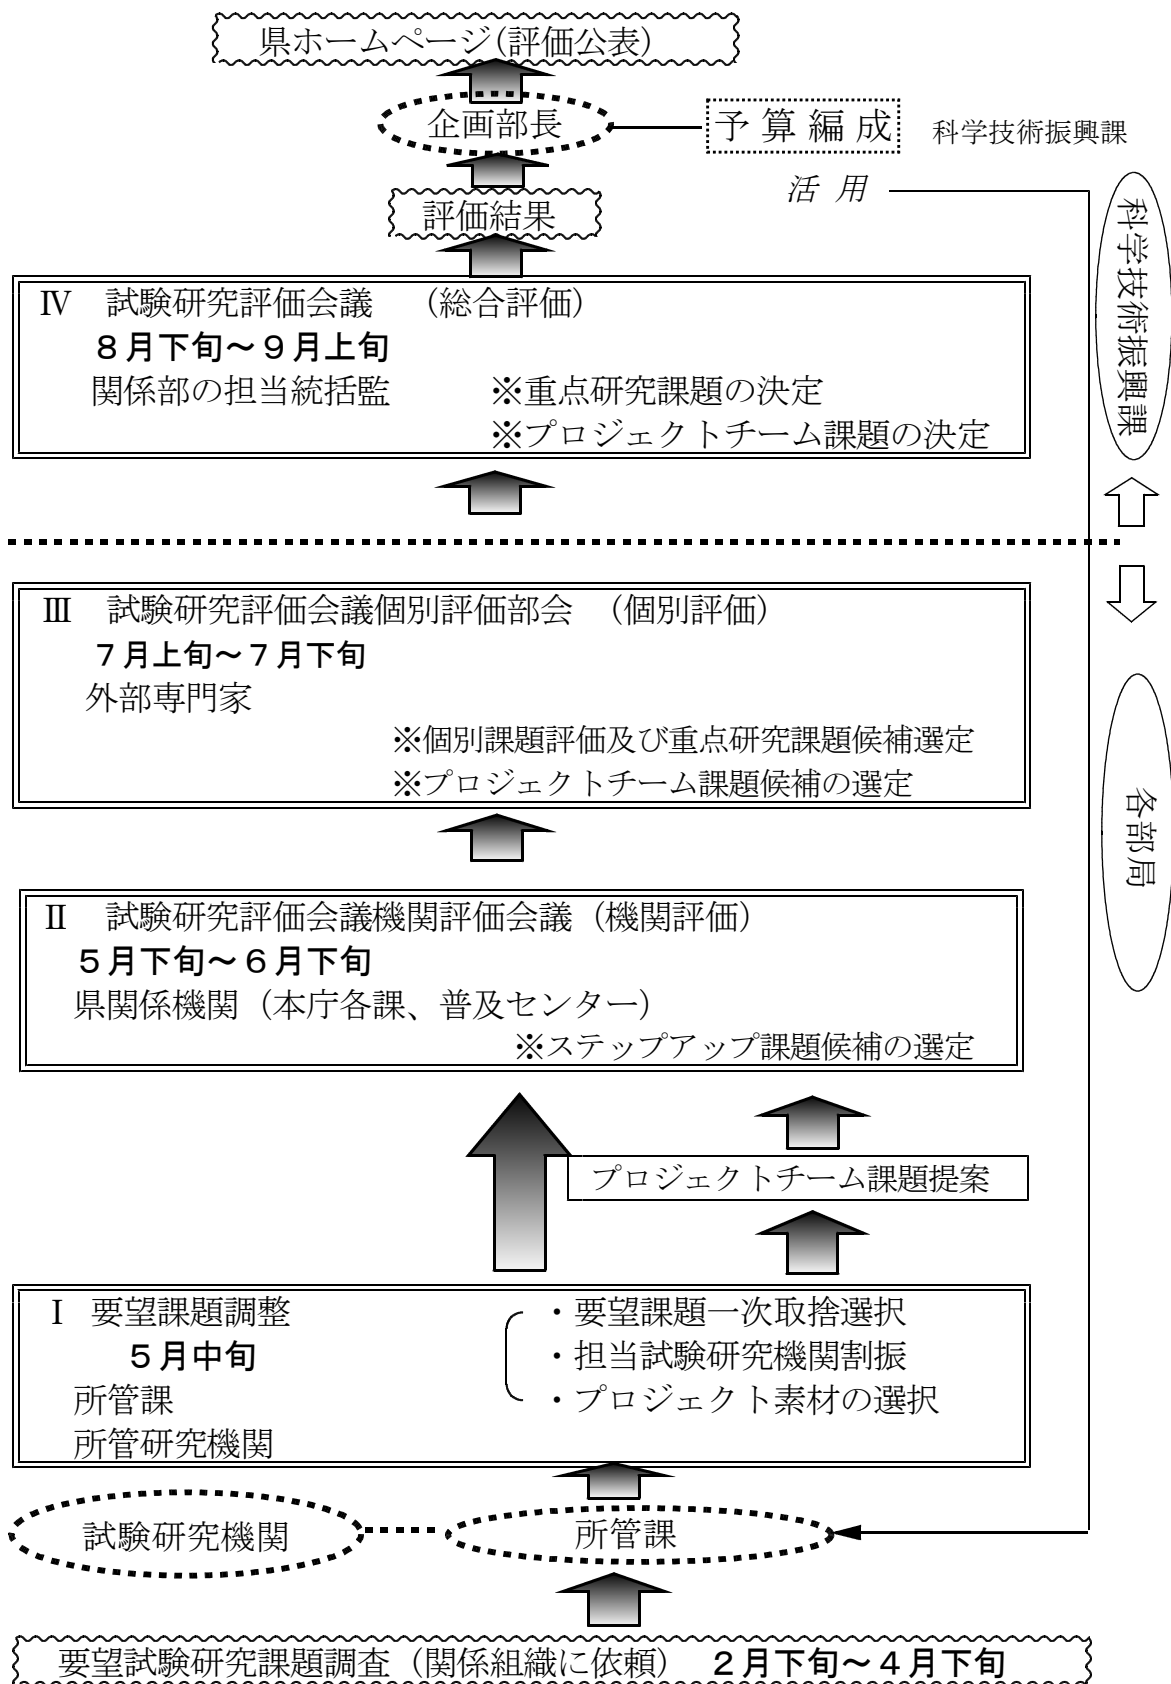 県ホームページ(評価公表)
企画部長
予 算 編 成
科学技術振興課
活 用
評価結果
科学技術振興課
Ⅳ 試験研究評価会議 (総合評価)
８月下旬～９月上旬
関係部の担当統括監 ※重点研究課題の決定
※プロジェクトチーム課題の決定
Ⅲ 試験研究評価会議個別評価部会 (個別評価)
７月上旬～７月下旬
外部専門家
※個別課題評価及び重点研究課題候補選定
※プロジェクトチーム課題候補の選定
各部局
Ⅱ 試験研究評価会議機関評価会議（機関評価）
５月下旬～６月下旬
県関係機関（本庁各課、普及センター）
※ステップアップ課題候補の選定
プロジェクトチーム課題提案
Ⅰ 要望課題調整
５月中旬
所管課
所管研究機関
・要望課題一次取捨選択
・担当試験研究機関割振
・プロジェクト素材の選択
試験研究機関
所管課
要望試験研究課題調査（関係組織に依頼） ２月下旬～４月下旬